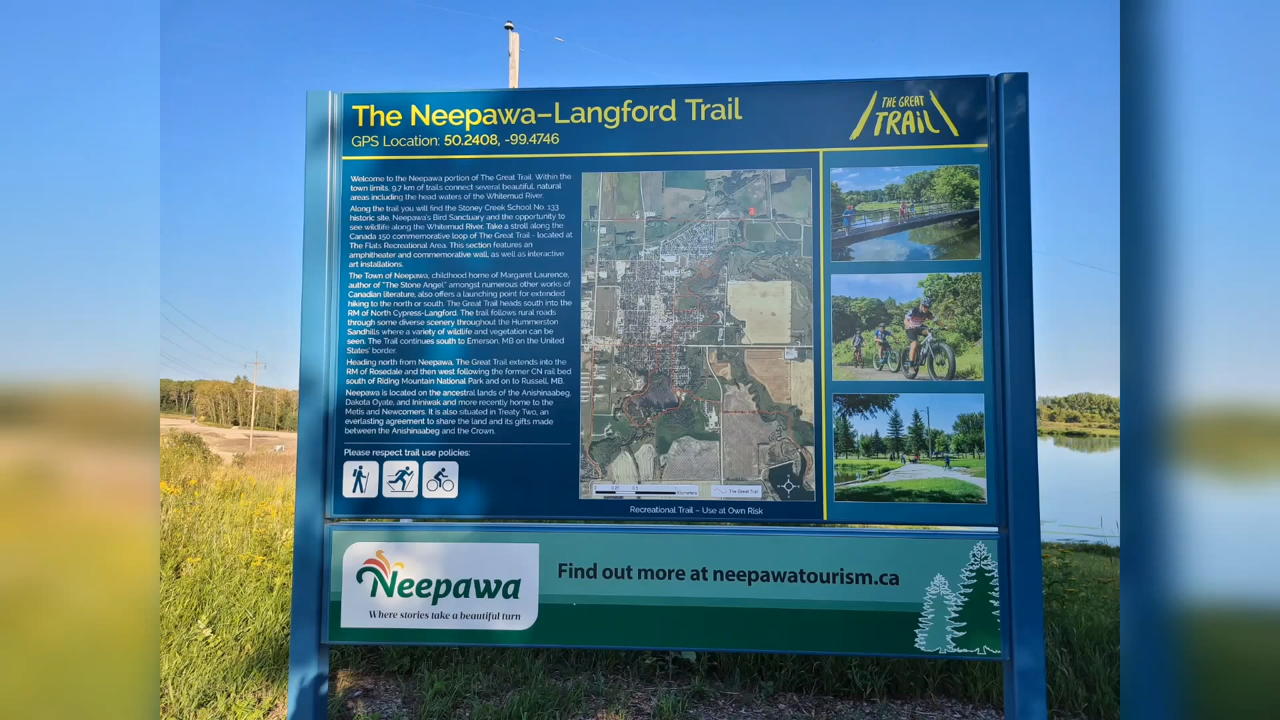 The Neepawa–Langford Trail
GPS Location: 50.2408, -99.4746
THE GREAT
TRAIL
Welcome to the Neepawa portion of The Great Trail. Within the
town limits, 9.7 km of trails connect several beautiful, natural
areas including the head waters of the Whitemud River.
Along the trail you will find the Stoney Creek School No. 133
historic site, Neepawa's Bird Sanctuary and the opportunity to
see wildlife along the Whitemud River. Take a stroll along the
Canada 150 commemorative loop of The Great Trail - located at
The Flats Recreational Area. This section features an
amphitheater and commemorative wall, as well as interactive
art installations.
The Town of Neepawa, childhood home of Margaret Laurence,
author of "The Stone Angel" amongst numerous other works of
Canadian literature, also offers a launching point for extended
hiking to the north or south. The Great Trail heads south into the
RM of North Cypress-Langford. The trail follows rural roads
through some diverse scenery throughout the Hummerston
Sandhills where a variety of wildlife and vegetation can be
seen. The Trail continues south to Emerson, MB on the United
States' border.
Heading north from Neepawa, The Great Trail extends into the
RM of Rosedale and then west following the former CN rail bed
south of Riding Mountain National Park and on to Russell, MB.
Neepawa is located on the ancestral lands of the Anishinaabeg,
Dakota Oyate, and Ininiwak and more recently home to the
Metis and Newcomers. It is also situated in Treaty Two, an
everlasting agreement to share the land and its gifts made
between the Anishinaabeg and the Crown.
Please respect trail use policies:
Kilometers
The Great Trail
Recreational Trail – Use at Own Risk
Neepawa
Where stories take a beautiful turn
Find out more at neepawatourism.ca